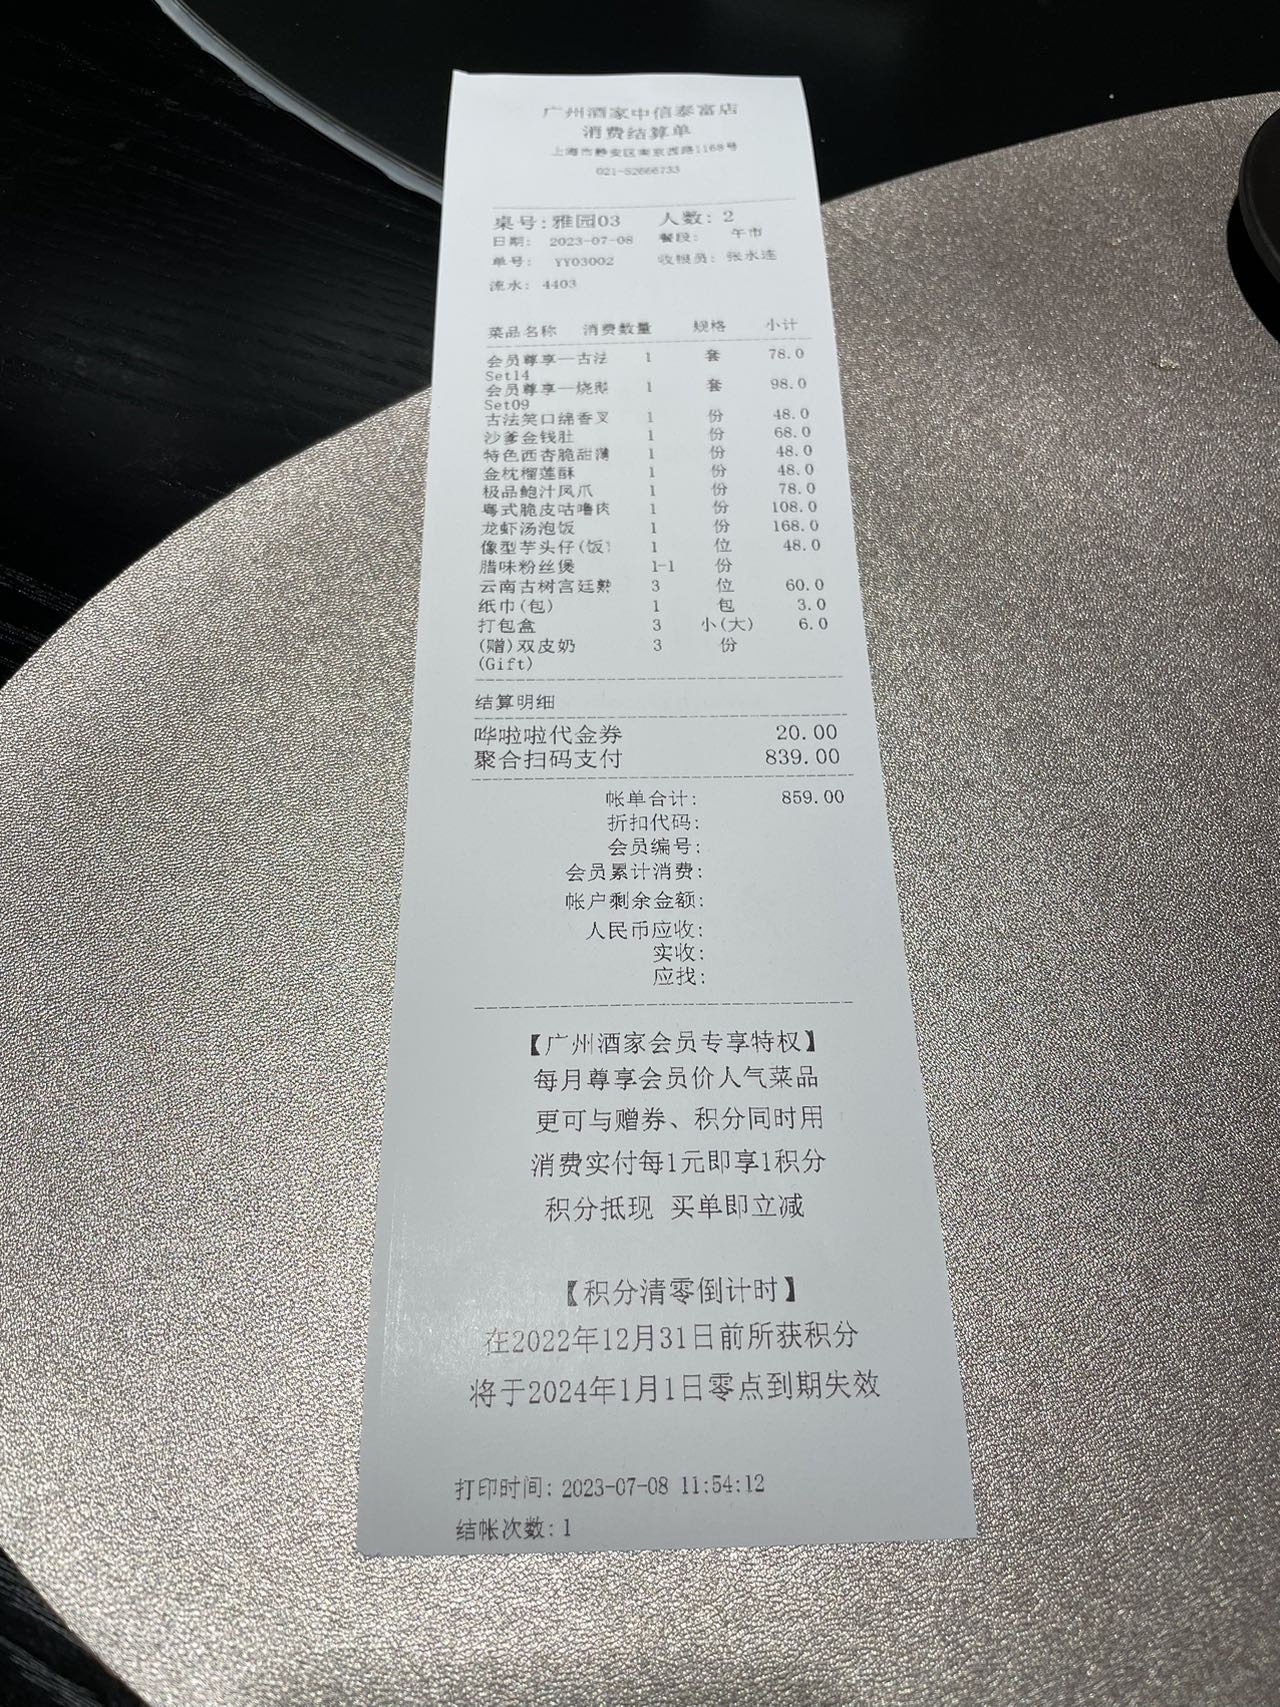 广州酒家中信泰富店
消费结算单
上海市静安区南京西路1168号
021-52666733
桌号:雅园03 人数: 2
日期: 2023-07-08 餐段: 午市
单号: YY03002 收银员: 张水连
流水: 4403
菜品名称 消费数量 规格 小计
会员尊享—古法 1 套 78.0
Set14
会员尊享—烧鹅 1 套 98.0
Set09
古法笑口绵香叉 1 份 48.0
沙爹金钱肚 1 份 68.0
特色西杏脆甜薄 1 份 48.0
金枕榴莲酥 1 份 48.0
极品鲍汁凤爪 1 份 78.0
粤式脆皮咕噜肉 1 份 108.0
龙虾汤泡饭 1 份 168.0
像型芋头仔(饭) 1 位 48.0
腊味粉丝煲 1-1 份
云南古树宫廷熟 3 位 60.0
纸巾(包) 1 包 3.0
打包盒 3 小(大) 6.0
(赠)双皮奶 3 份
(Gift)
结算明细
哗啦啦代金券 20.00
聚合扫码支付 839.00
帐单合计: 859.00
折扣代码:
会员编号:
会员累计消费:
帐户剩余金额:
人民币应收:
实收:
应找:
【广州酒家会员专享特权】
每月尊享会员价人气菜品
更可与赠券、积分同时用
消费实付每1元即享1积分
积分抵现 买单即立减
【积分清零倒计时】
在2022年12月31日前所获积分
将于2024年1月1日零点到期失效
打印时间: 2023-07-08 11:54:12
结帐次数: 1